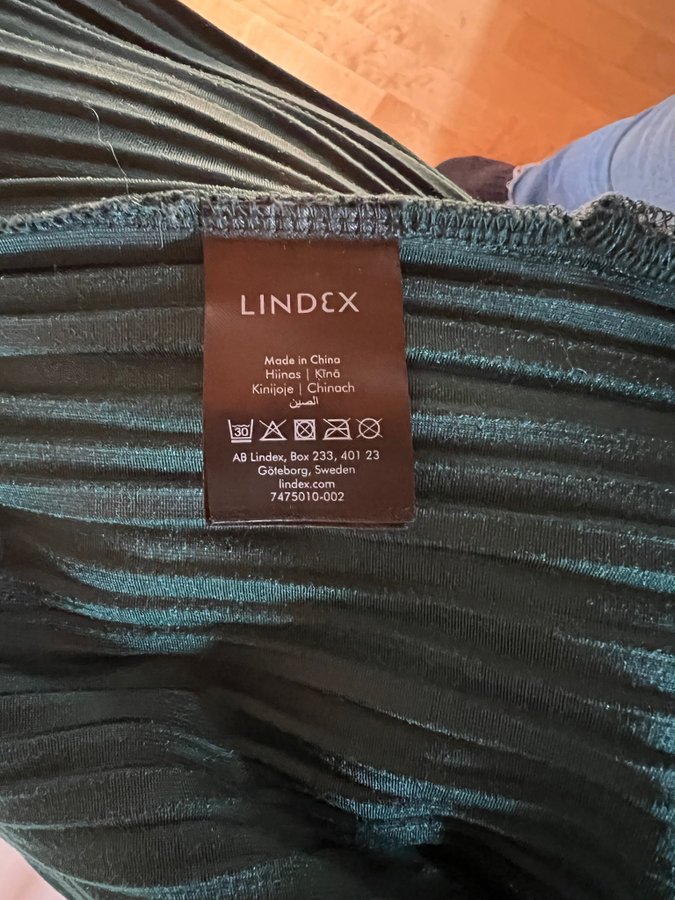 LINDEX
Made in China
Hiinas | Ķīnā
Kinijoje | Chinach
الصين
30
AB Lindex, Box 233, 401 23
Göteborg, Sweden
lindex.com
7475010-002